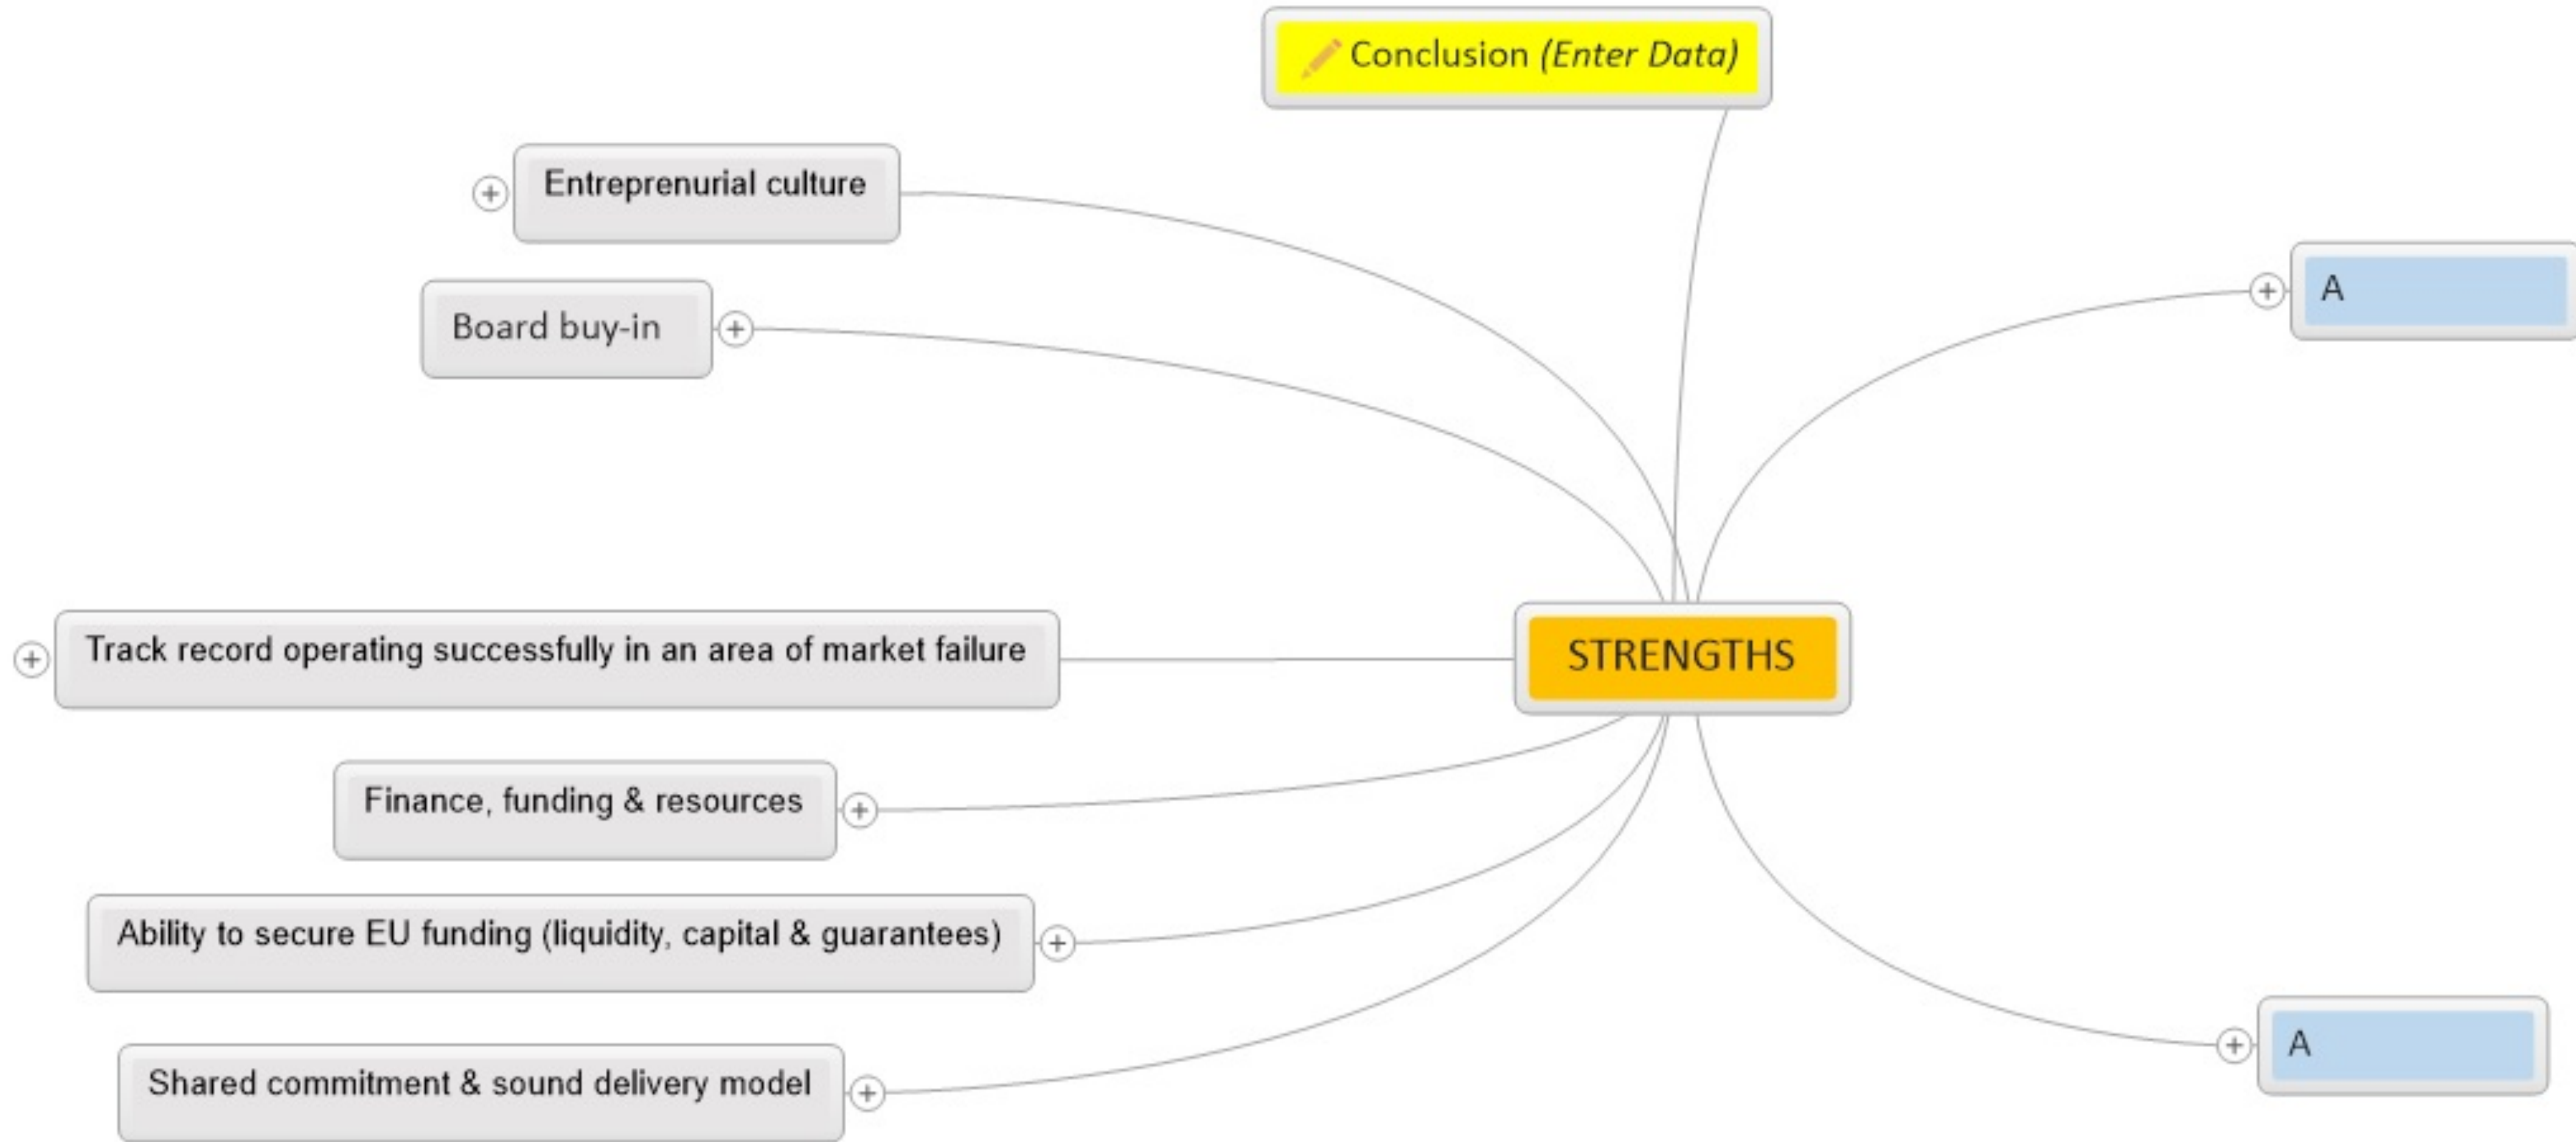 Conclusion (Enter Data)
Entreprenurial culture
A
Board buy-in
Track record operating successfully in an area of market failure
STRENGTHS
Finance, funding & resources
Ability to secure EU funding (liquidity, capital & guarantees)
A
Shared commitment & sound delivery model